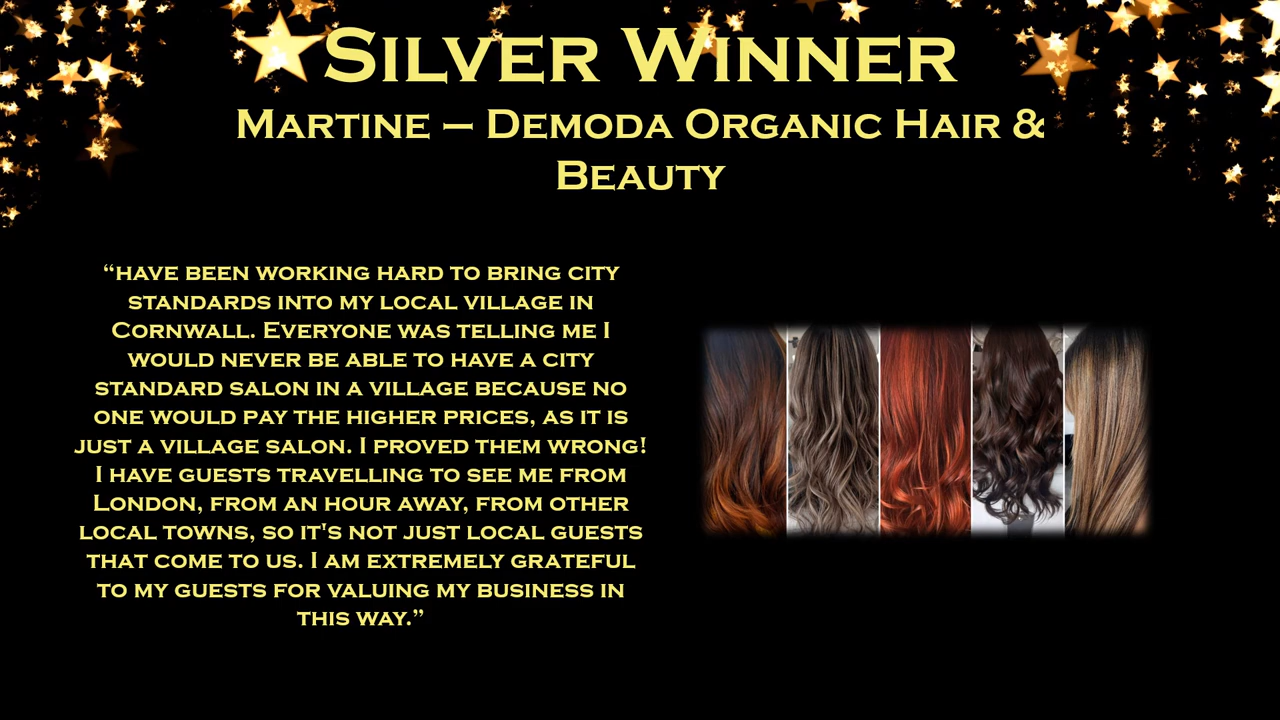 Silver Winner
Martine – Demoda Organic Hair &
Beauty
“have been working hard to bring city
standards into my local village in
Cornwall. Everyone was telling me I
would never be able to have a city
standard salon in a village because no
one would pay the higher prices, as it is
just a village salon. I proved them wrong!
I have guests travelling to see me from
London, from an hour away, from other
local towns, so it's not just local guests
that come to us. I am extremely grateful
to my guests for valuing my business in
this way.”